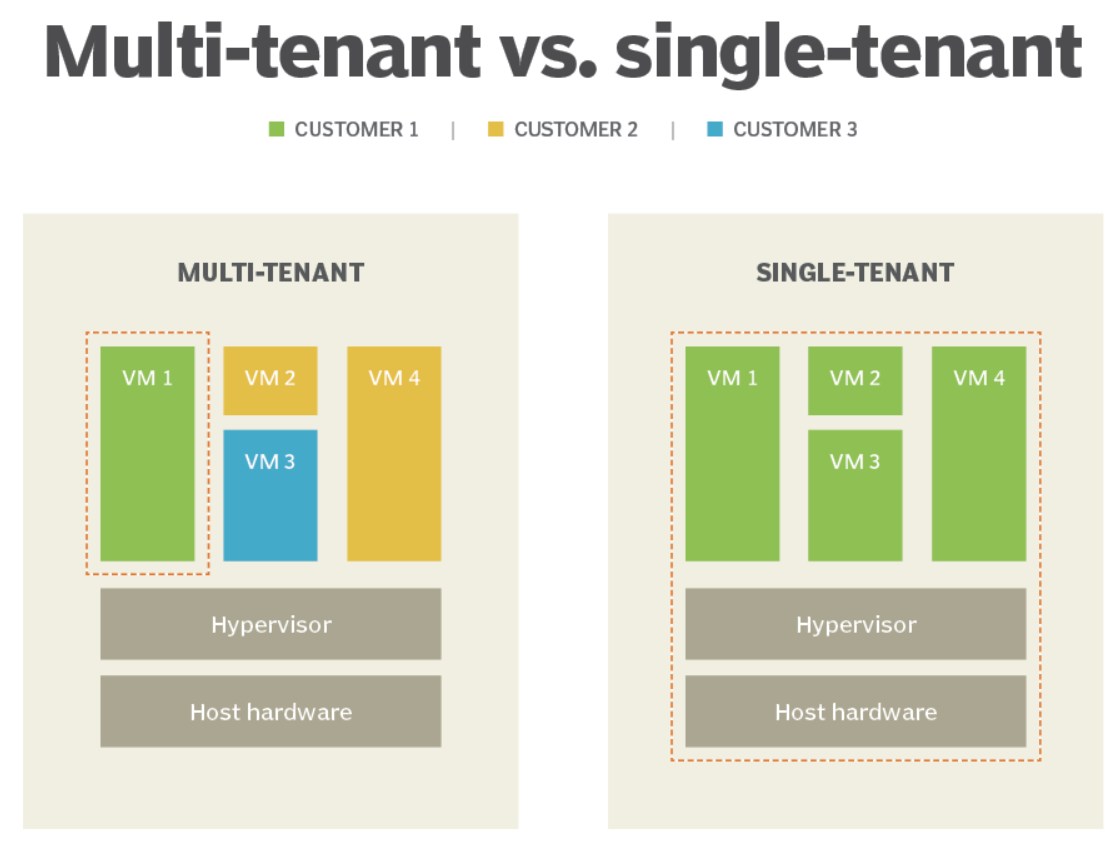 Multi-tenant vs. single-tenant
CUSTOMER 1 | CUSTOMER 2 | CUSTOMER 3
MULTI-TENANT
VM 1
VM 2
VM 4
VM 3
Hypervisor
Host hardware
SINGLE-TENANT
VM 1
VM 2
VM 4
VM 3
Hypervisor
Host hardware